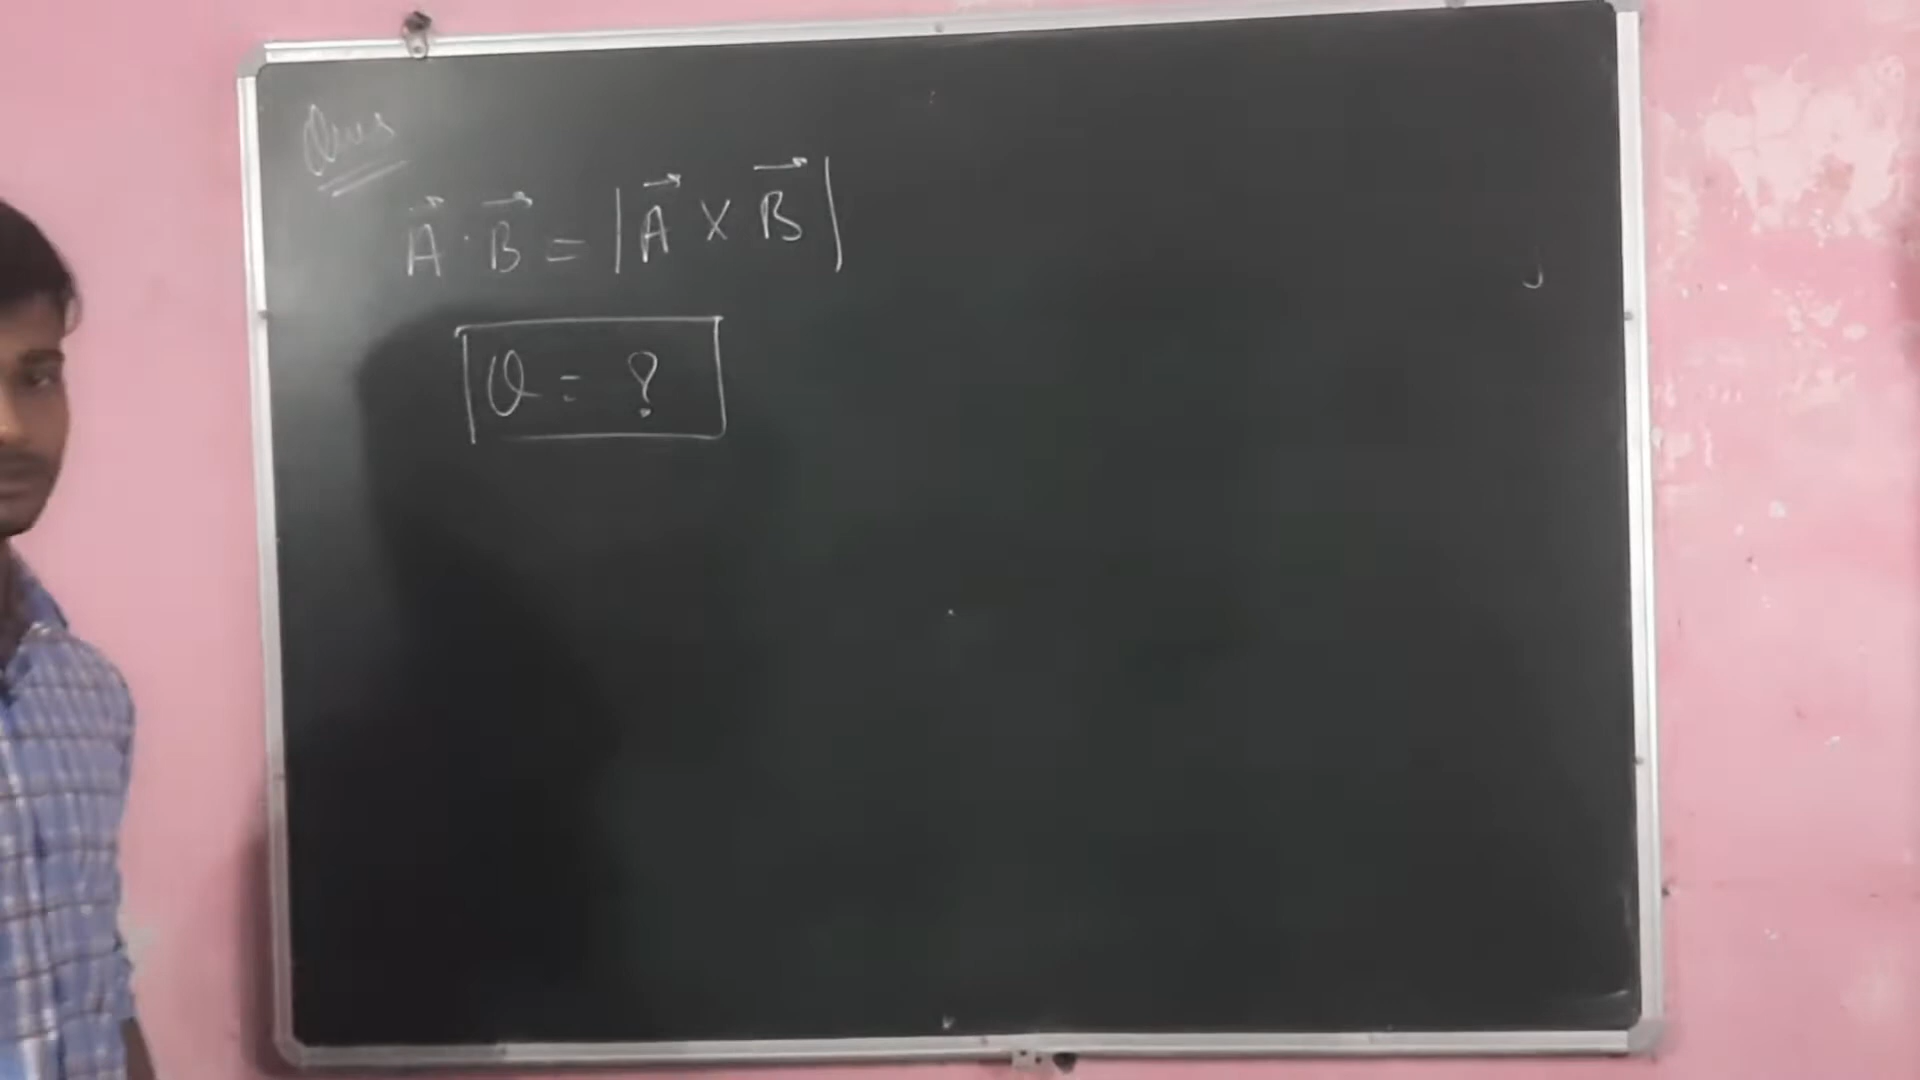 Ques
A⃗ · B⃗ = |A⃗ × B⃗|
θ = ?